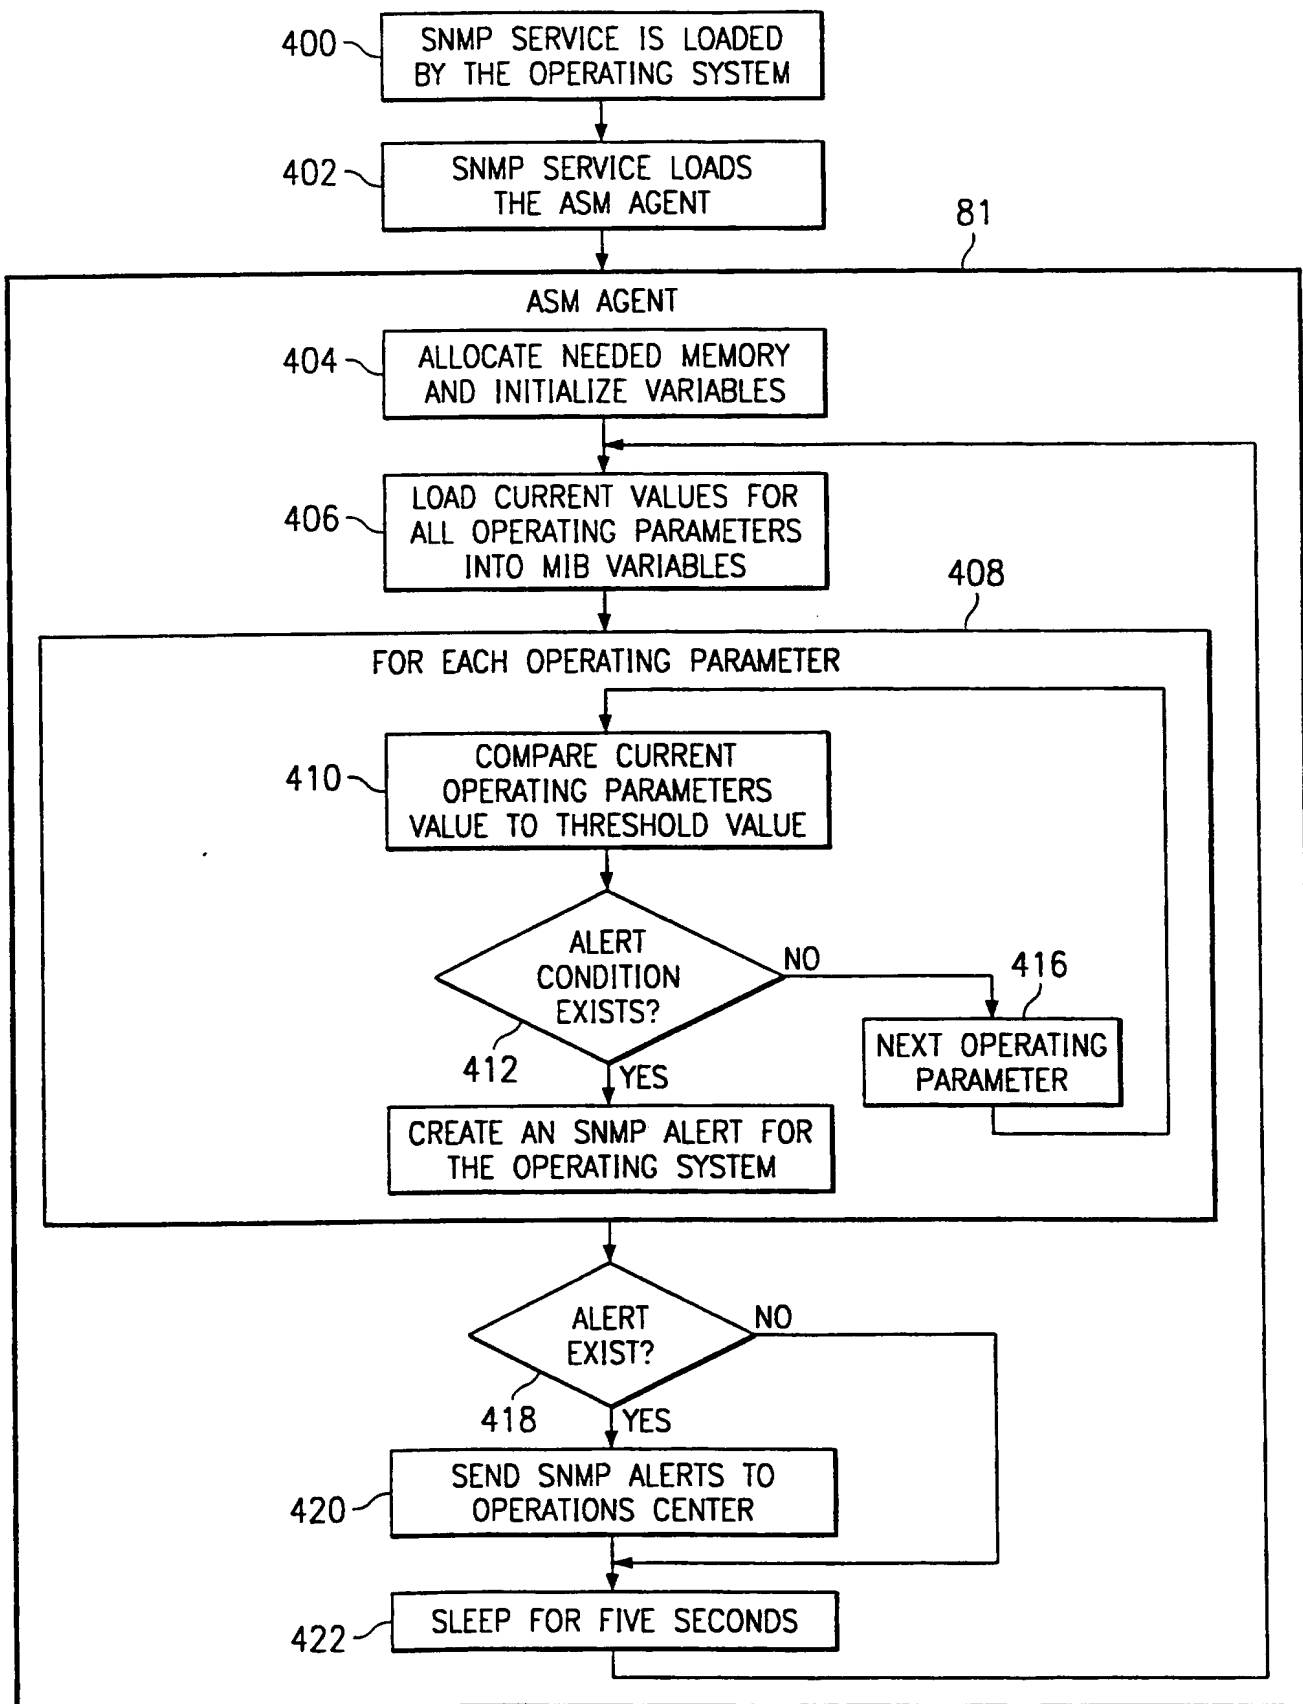 400
SNMP SERVICE IS LOADED
BY THE OPERATING SYSTEM
402
SNMP SERVICE LOADS
THE ASM AGENT
81
ASM AGENT
404
ALLOCATE NEEDED MEMORY
AND INITIALIZE VARIABLES
406
LOAD CURRENT VALUES FOR
ALL OPERATING PARAMETERS
INTO MIB VARIABLES
408
FOR EACH OPERATING PARAMETER
410
COMPARE CURRENT
OPERATING PARAMETERS
VALUE TO THRESHOLD VALUE
ALERT
CONDITION
EXISTS?
NO
412
YES
416
NEXT OPERATING
PARAMETER
CREATE AN SNMP ALERT FOR
THE OPERATING SYSTEM
ALERT
EXIST?
NO
418
YES
420
SEND SNMP ALERTS TO
OPERATIONS CENTER
422
SLEEP FOR FIVE SECONDS